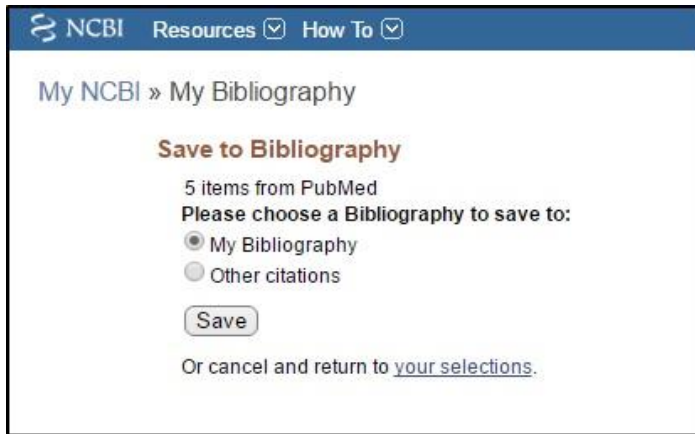 NCBI Resources How To
My NCBI » My Bibliography
Save to Bibliography
5 items from PubMed
Please choose a Bibliography to save to:
My Bibliography
Other citations
Save
Or cancel and return to your selections.